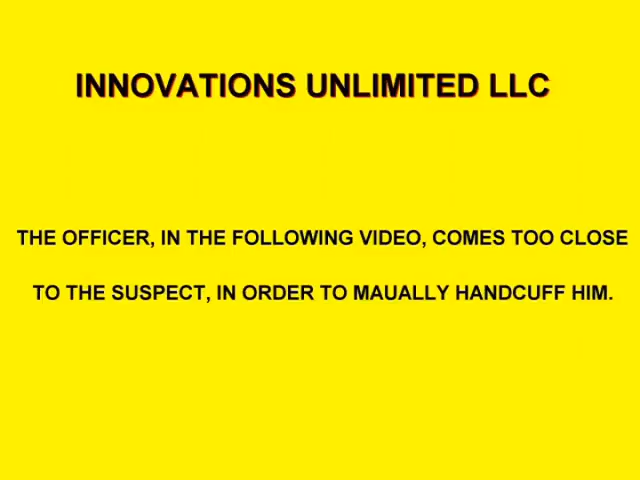 INNOVATIONS UNLIMITED LLC
THE OFFICER, IN THE FOLLOWING VIDEO, COMES TOO CLOSE
TO THE SUSPECT, IN ORDER TO MAUALLY HANDCUFF HIM.